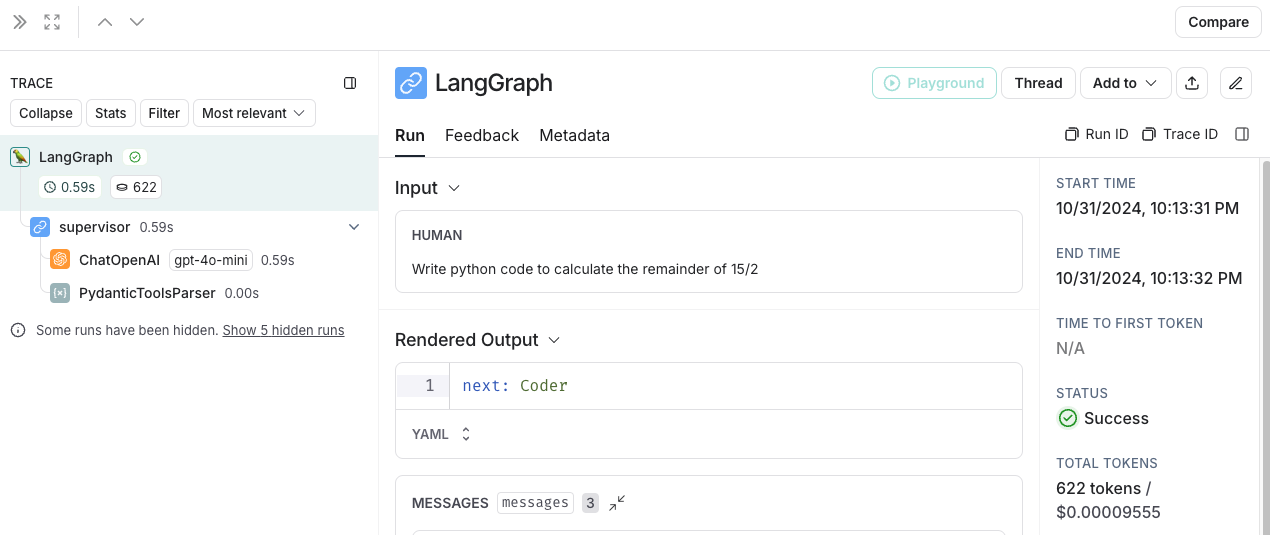 Compare
TRACE
Collapse Stats Filter Most relevant
LangGraph
0.59s 622
supervisor 0.59s
ChatOpenAI gpt-4o-mini 0.59s
PydanticToolsParser 0.00s
Some runs have been hidden. Show 5 hidden runs
LangGraph Playground Thread Add to
Run Feedback Metadata Run ID Trace ID
Input
HUMAN
Write python code to calculate the remainder of 15/2
Rendered Output
1 next: Coder
YAML
MESSAGES messages 3
START TIME
10/31/2024, 10:13:31 PM
END TIME
10/31/2024, 10:13:32 PM
TIME TO FIRST TOKEN
N/A
STATUS
Success
TOTAL TOKENS
622 tokens /
$0.00009555